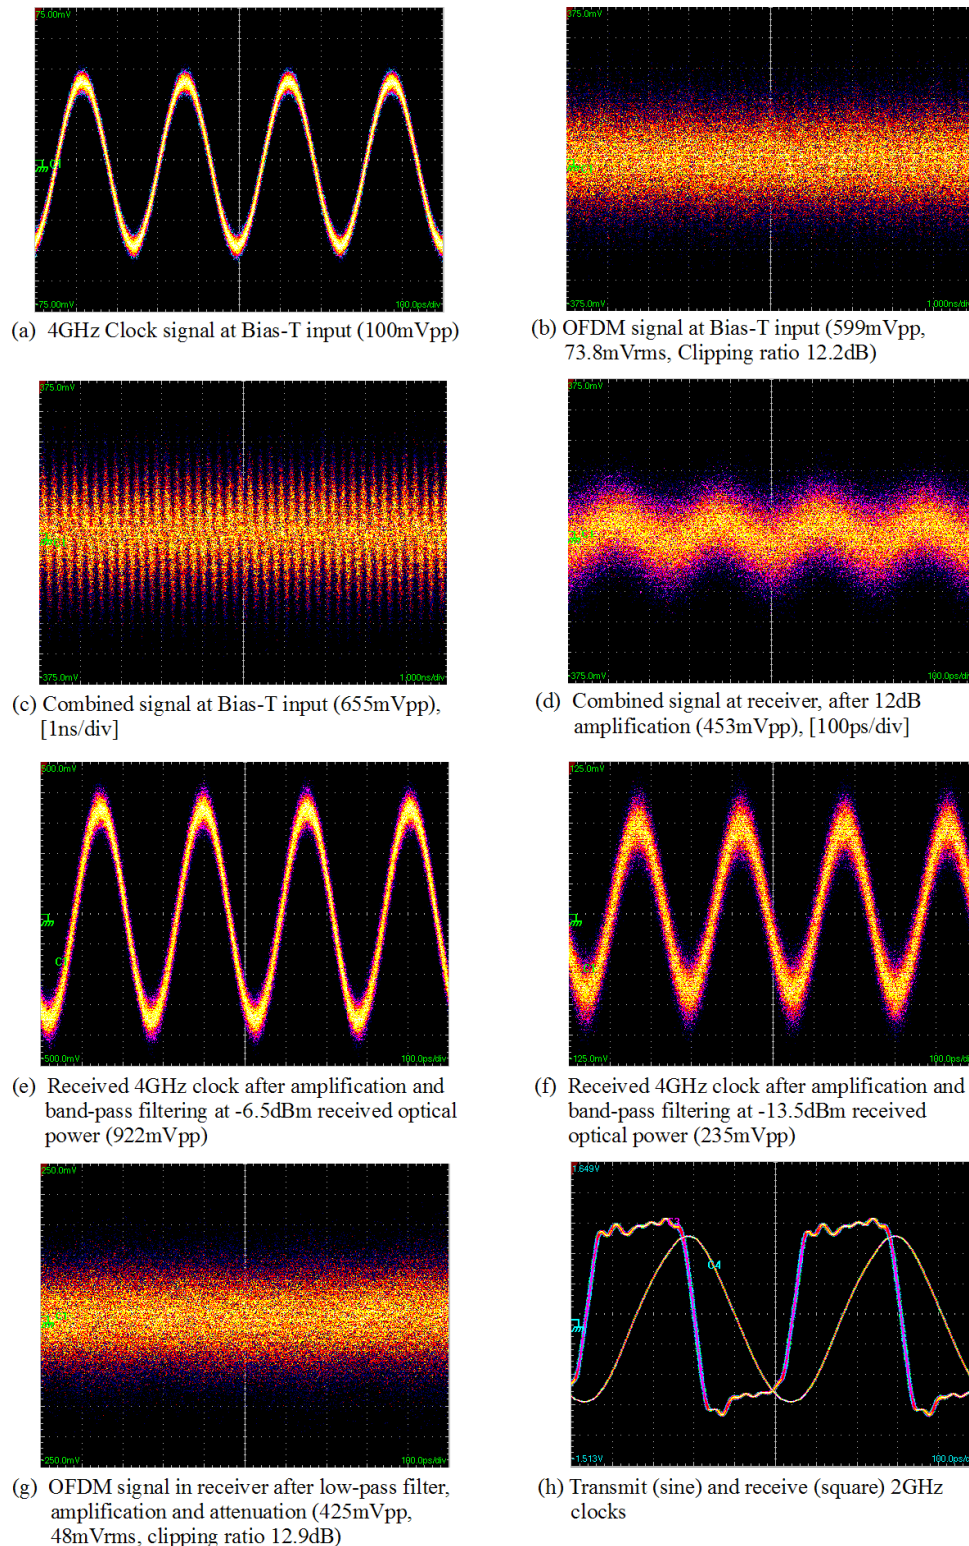 75.00mV
-75.00mV
100.0ps/div
(a) 4GHz Clock signal at Bias-T input (100mVpp)
375.0mV
-375.0mV
1.000ns/div
(b) OFDM signal at Bias-T input (599mVpp,
73.8mVrms, Clipping ratio 12.2dB)
375.0mV
-375.0mV
1.000ns/div
(c) Combined signal at Bias-T input (655mVpp),
[1ns/div]
375.0mV
-375.0mV
100.0ps/div
(d) Combined signal at receiver, after 12dB
amplification (453mVpp), [100ps/div]
500.0mV
-500.0mV
100.0ps/div
(e) Received 4GHz clock after amplification and
band-pass filtering at -6.5dBm received optical
power (922mVpp)
125.0mV
-125.0mV
100.0ps/div
(f) Received 4GHz clock after amplification and
band-pass filtering at -13.5dBm received
optical power (235mVpp)
250.0mV
-250.0mV
100.0ps/div
(g) OFDM signal in receiver after low-pass filter,
amplification and attenuation (425mVpp,
48mVrms, clipping ratio 12.9dB)
1.649V
C4
-1.513V
100.0ps/div
(h) Transmit (sine) and receive (square) 2GHz
clocks